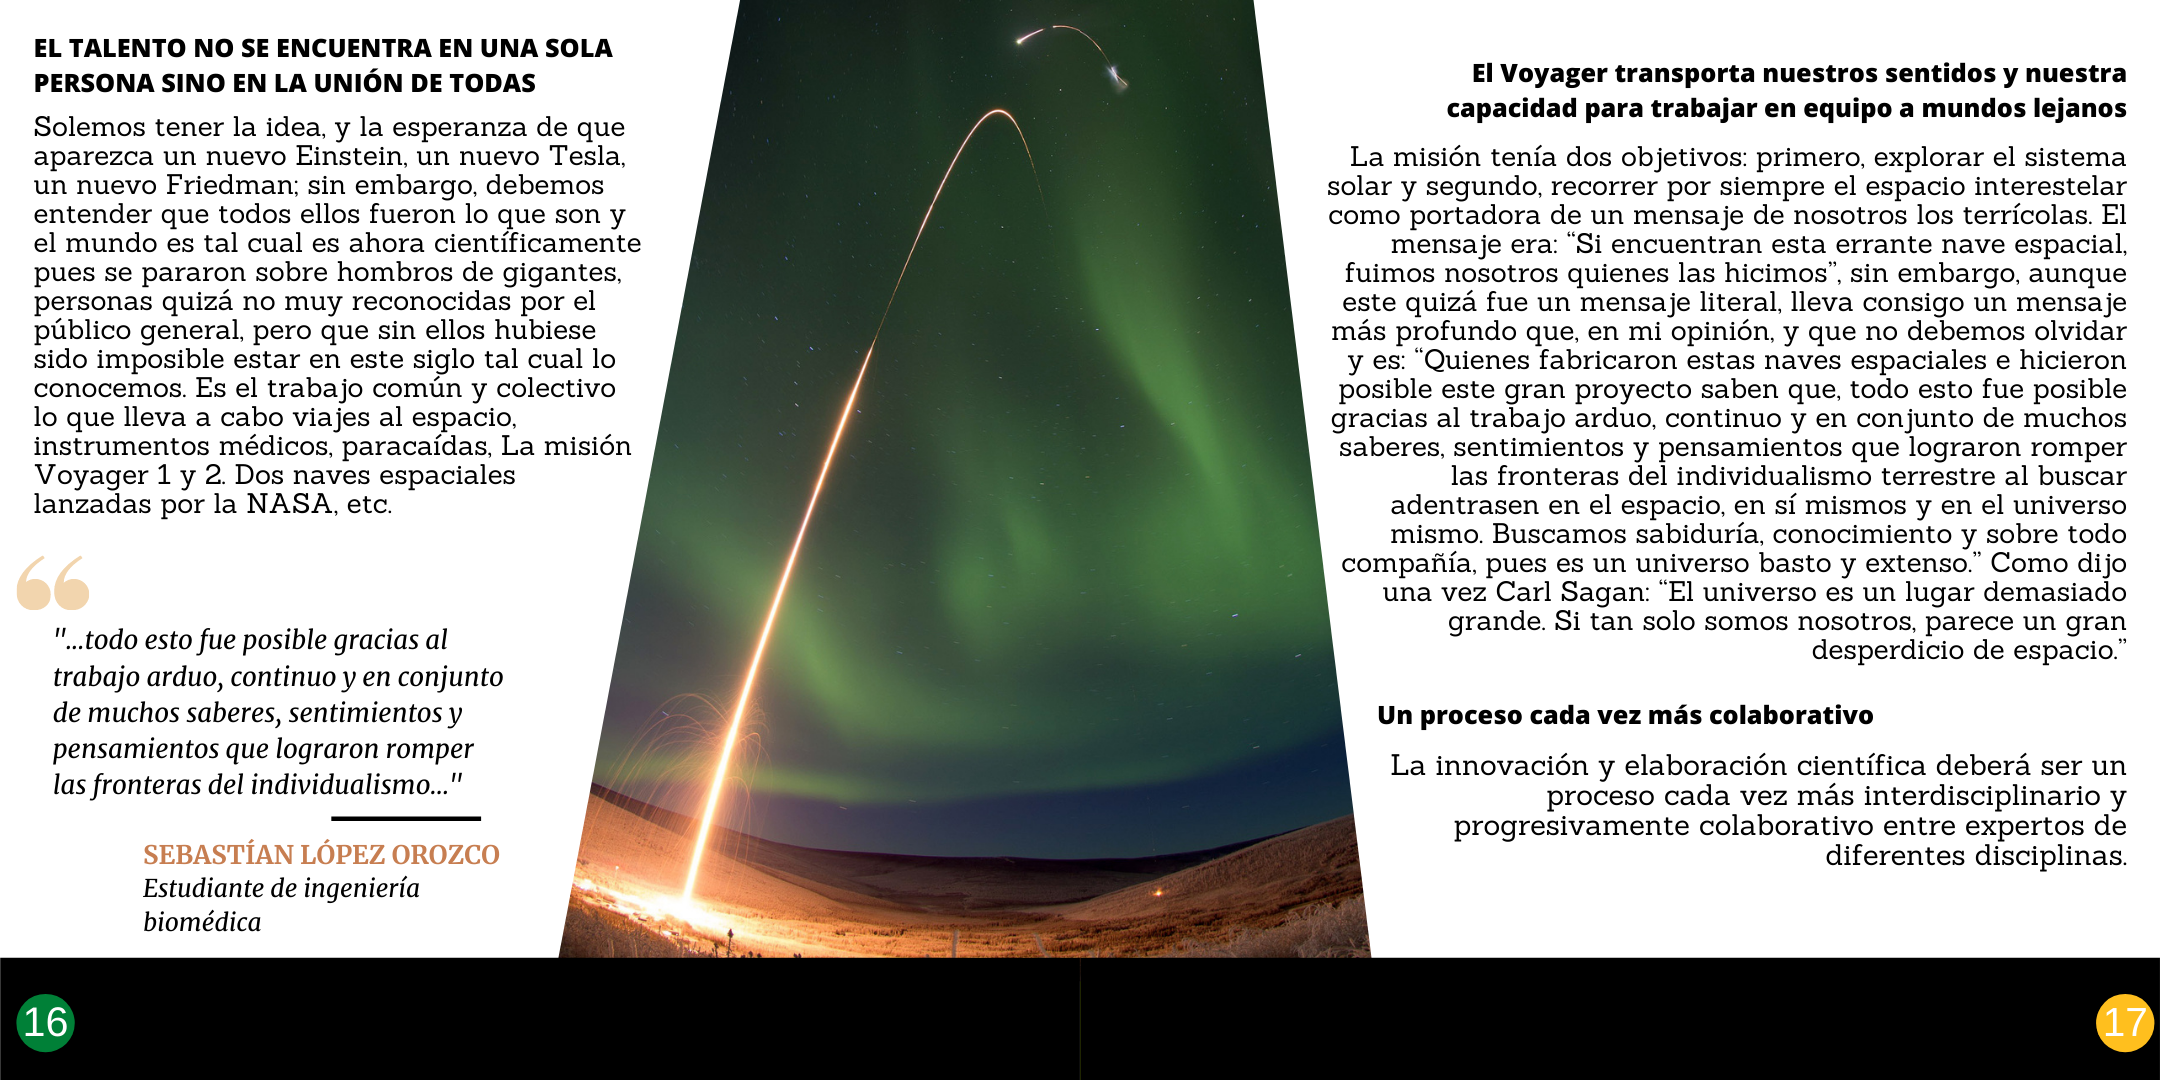 EL TALENTO NO SE ENCUENTRA EN UNA SOLA
PERSONA SINO EN LA UNIÓN DE TODAS
Solemos tener la idea, y la esperanza de que
aparezca un nuevo Einstein, un nuevo Tesla,
un nuevo Friedman; sin embargo, debemos
entender que todos ellos fueron lo que son y
el mundo es tal cual es ahora científicamente
pues se pararon sobre hombros de gigantes,
personas quizá no muy reconocidas por el
público general, pero que sin ellos hubiese
sido imposible estar en este siglo tal cual lo
conocemos. Es el trabajo común y colectivo
lo que lleva a cabo viajes al espacio,
instrumentos médicos, paracaídas, La misión
Voyager 1 y 2. Dos naves espaciales
lanzadas por la NASA, etc.
“
"...todo esto fue posible gracias al
trabajo arduo, continuo y en conjunto
de muchos saberes, sentimientos y
pensamientos que lograron romper
las fronteras del individualismo..."
SEBASTÍAN LÓPEZ OROZCO
Estudiante de ingeniería
biomédica
16
El Voyager transporta nuestros sentidos y nuestra
capacidad para trabajar en equipo a mundos lejanos
La misión tenía dos objetivos: primero, explorar el sistema
solar y segundo, recorrer por siempre el espacio interestelar
como portadora de un mensaje de nosotros los terrícolas. El
mensaje era: “Si encuentran esta errante nave espacial,
fuimos nosotros quienes las hicimos”, sin embargo, aunque
este quizá fue un mensaje literal, lleva consigo un mensaje
más profundo que, en mi opinión, y que no debemos olvidar
y es: “Quienes fabricaron estas naves espaciales e hicieron
posible este gran proyecto saben que, todo esto fue posible
gracias al trabajo arduo, continuo y en conjunto de muchos
saberes, sentimientos y pensamientos que lograron romper
las fronteras del individualismo terrestre al buscar
adentrasen en el espacio, en sí mismos y en el universo
mismo. Buscamos sabiduría, conocimiento y sobre todo
compañía, pues es un universo basto y extenso.” Como dijo
una vez Carl Sagan: “El universo es un lugar demasiado
grande. Si tan solo somos nosotros, parece un gran
desperdicio de espacio.”
Un proceso cada vez más colaborativo
La innovación y elaboración científica deberá ser un
proceso cada vez más interdisciplinario y
progresivamente colaborativo entre expertos de
diferentes disciplinas.
17